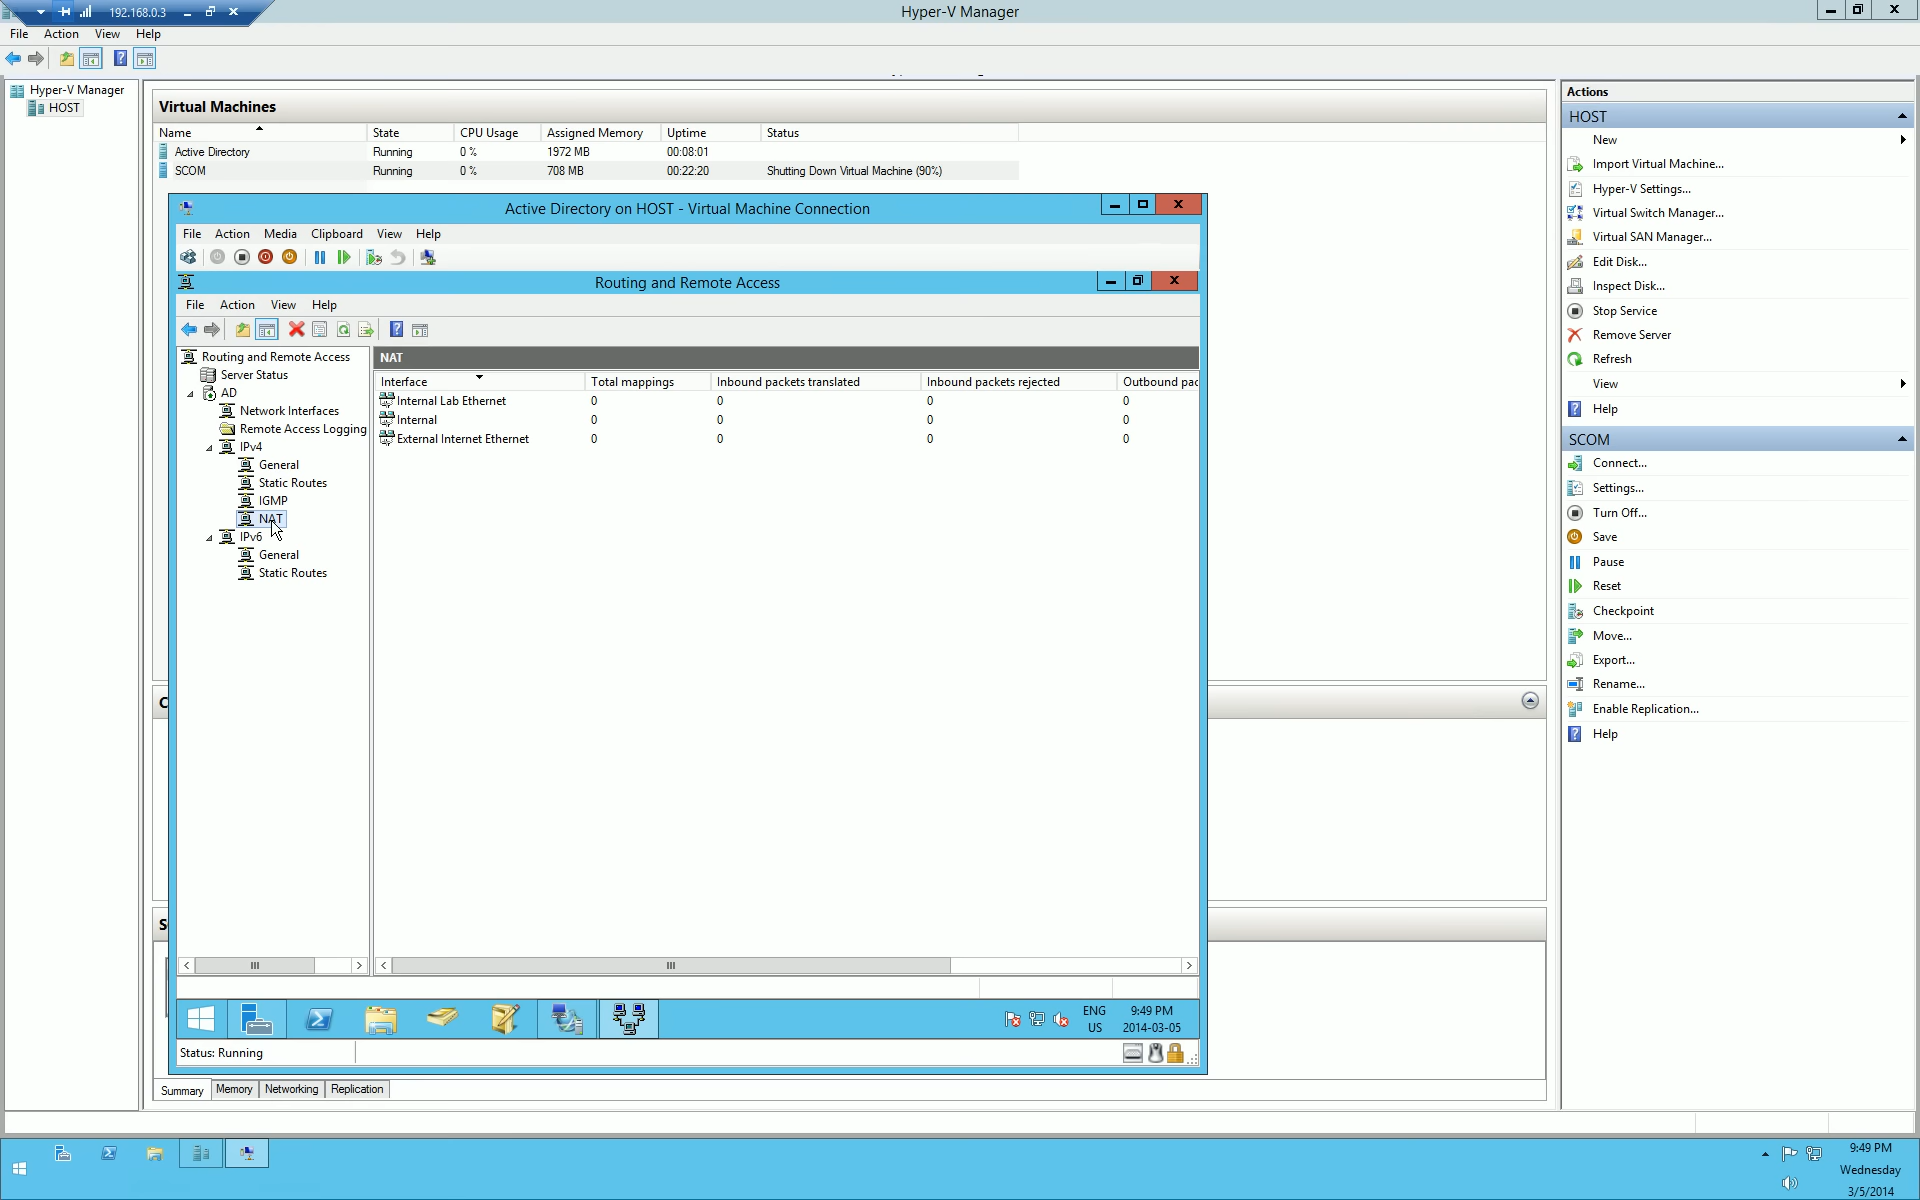 192.168.0.3
Hyper-V Manager
File Action View Help
Hyper-V Manager
HOST
Virtual Machines
Name State CPU Usage Assigned Memory Uptime Status
Active Directory Running 0 % 1972 MB 00:08:01
SCOM Running 0 % 708 MB 00:22:20 Shutting Down Virtual Machine (90%)
Active Directory on HOST - Virtual Machine Connection
File Action Media Clipboard View Help
Routing and Remote Access
File Action View Help
Routing and Remote Access
Server Status
AD
Network Interfaces
Remote Access Logging
IPv4
General
Static Routes
IGMP
NAT
IPv6
General
Static Routes
NAT
Interface Total mappings Inbound packets translated Inbound packets rejected Outbound pac
Internal Lab Ethernet 0 0 0 0
Internal 0 0 0 0
External Internet Ethernet 0 0 0 0
ENG
US
9:49 PM
2014-03-05
Status: Running
C
S
Summary Memory Networking Replication
Actions
HOST
New
Import Virtual Machine...
Hyper-V Settings...
Virtual Switch Manager...
Virtual SAN Manager...
Edit Disk...
Inspect Disk...
Stop Service
Remove Server
Refresh
View
Help
SCOM
Connect...
Settings...
Turn Off...
Save
Pause
Reset
Checkpoint
Move...
Export...
Rename...
Enable Replication...
Help
9:49 PM
Wednesday
3/5/2014